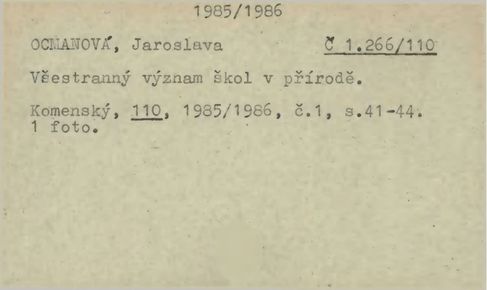 1985/1986
OCMANOVÁ, Jaroslava Č 1.266/110
Všestranný význam škol v přírodě.
Komenský, 110, 1985/1986, č.1, s.41-44.
1 foto.